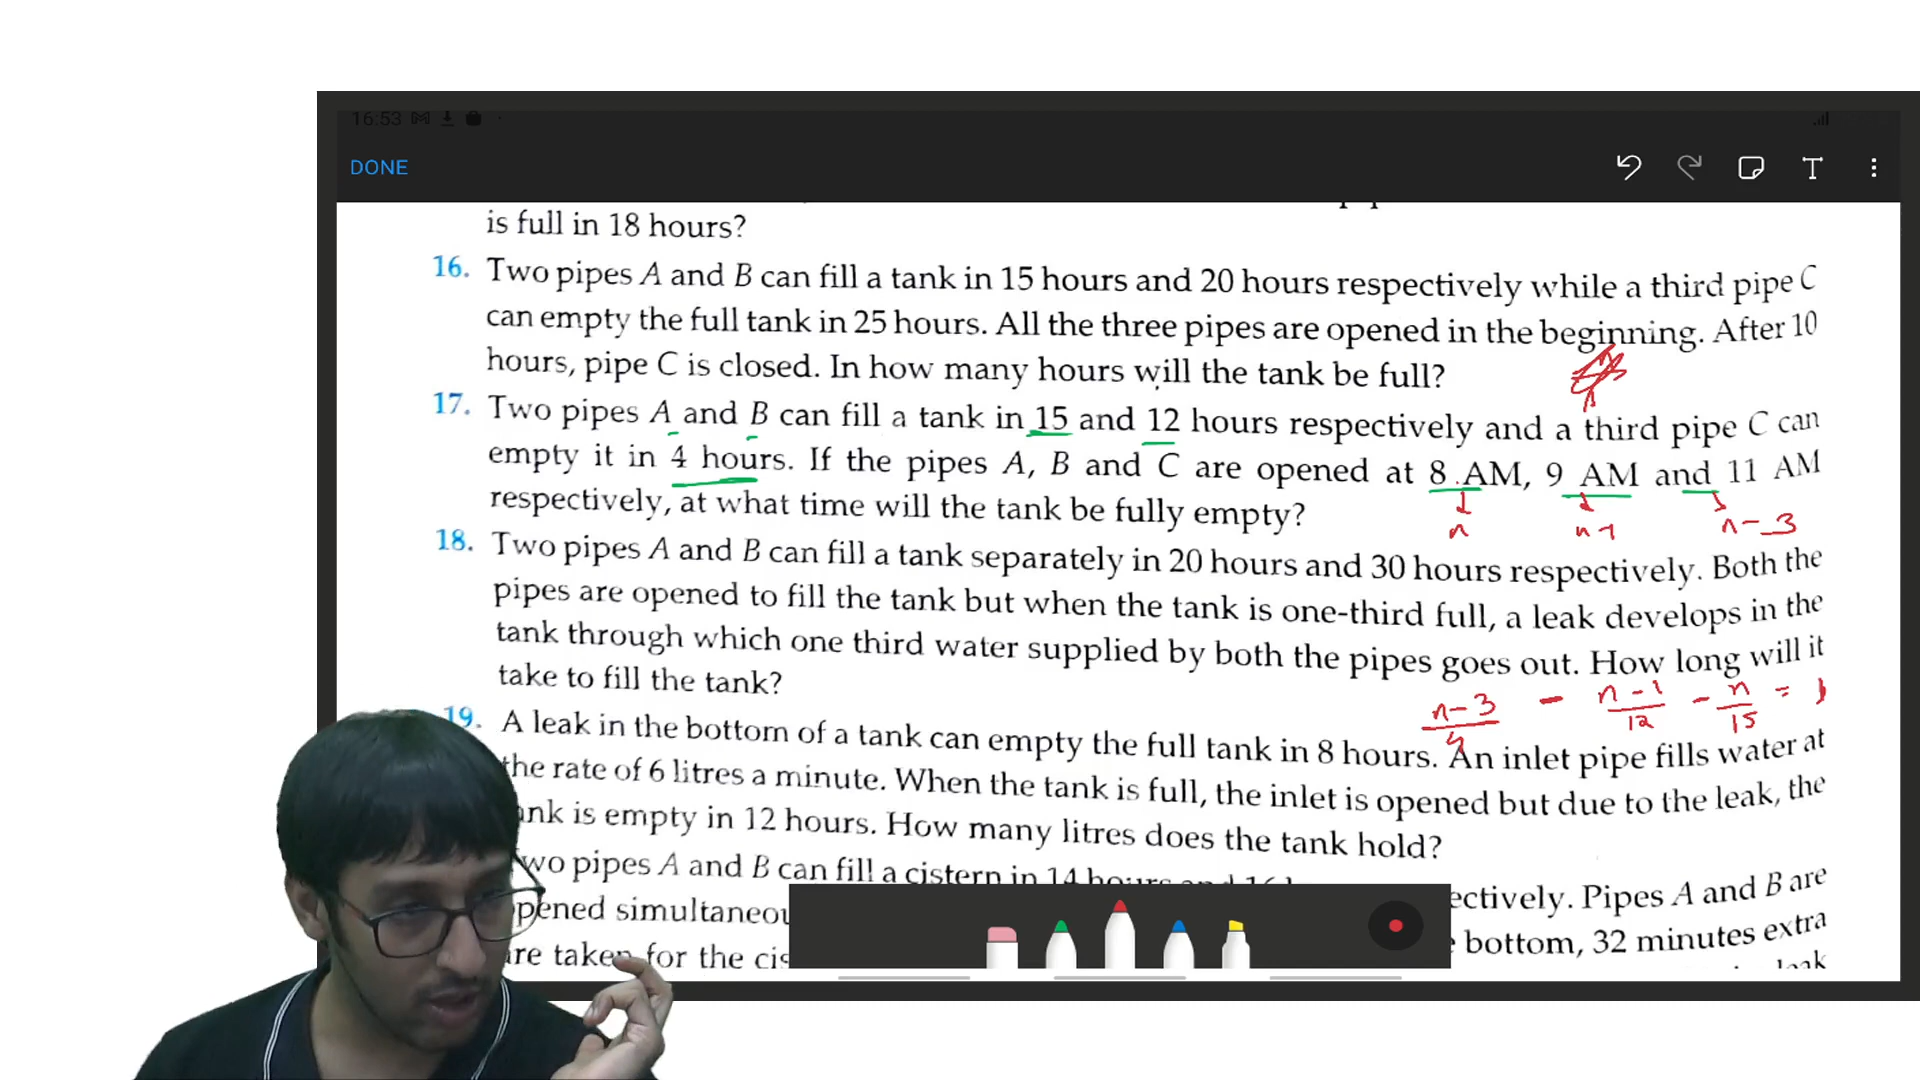 16:53
DONE
T
is full in 18 hours?
16. Two pipes A and B can fill a tank in 15 hours and 20 hours respectively while a third pipe C
can empty the full tank in 25 hours. All the three pipes are opened in the beginning. After 10
hours, pipe C is closed. In how many hours will the tank be full?
17. Two pipes A and B can fill a tank in 15 and 12 hours respectively and a third pipe C can
empty it in 4 hours. If the pipes A, B and C are opened at 8 AM, 9 AM and 11 AM
respectively, at what time will the tank be fully empty?
n n-1 n-3
18. Two pipes A and B can fill a tank separately in 20 hours and 30 hours respectively. Both the
pipes are opened to fill the tank but when the tank is one-third full, a leak develops in the
tank through which one third water supplied by both the pipes goes out. How long will it
take to fill the tank?
n-3/4 - n-1/12 - n/15 = 1
19. A leak in the bottom of a tank can empty the full tank in 8 hours. An inlet pipe fills water at
the rate of 6 litres a minute. When the tank is full, the inlet is opened but due to the leak, the
ank is empty in 12 hours. How many litres does the tank hold?
wo pipes A and B can fill a cistern in 14 hours and 16 ectively. Pipes A and B are
pened simultaneou bottom, 32 minutes extra
re taken for the cis leak